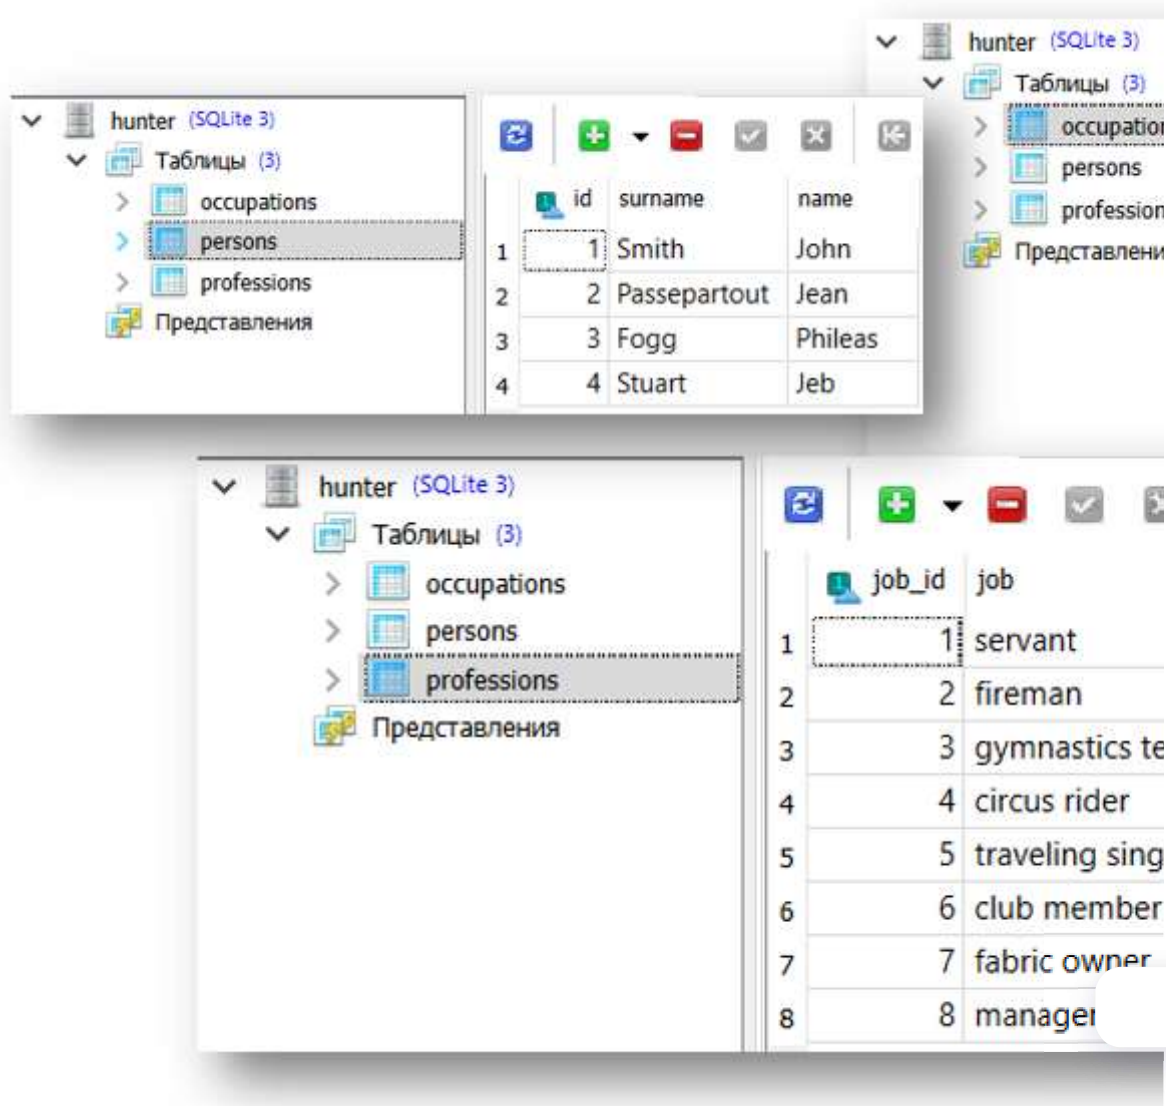 hunter (SQLite 3)
Таблицы (3)
occupations
persons
professions
Представления
id surname name
1 1 Smith John
2 2 Passepartout Jean
3 3 Fogg Phileas
4 4 Stuart Jeb
hunter (SQLite 3)
Таблицы (3)
persons
hunter (SQLite 3)
Таблицы (3)
occupations
persons
professions
Представления
job_id job
1 1 servant
2 2 fireman
3 3 gymnastics
4 4 circus rider
5 5 traveling
6 6 club member
7 7 fabric owner
8 8 manager